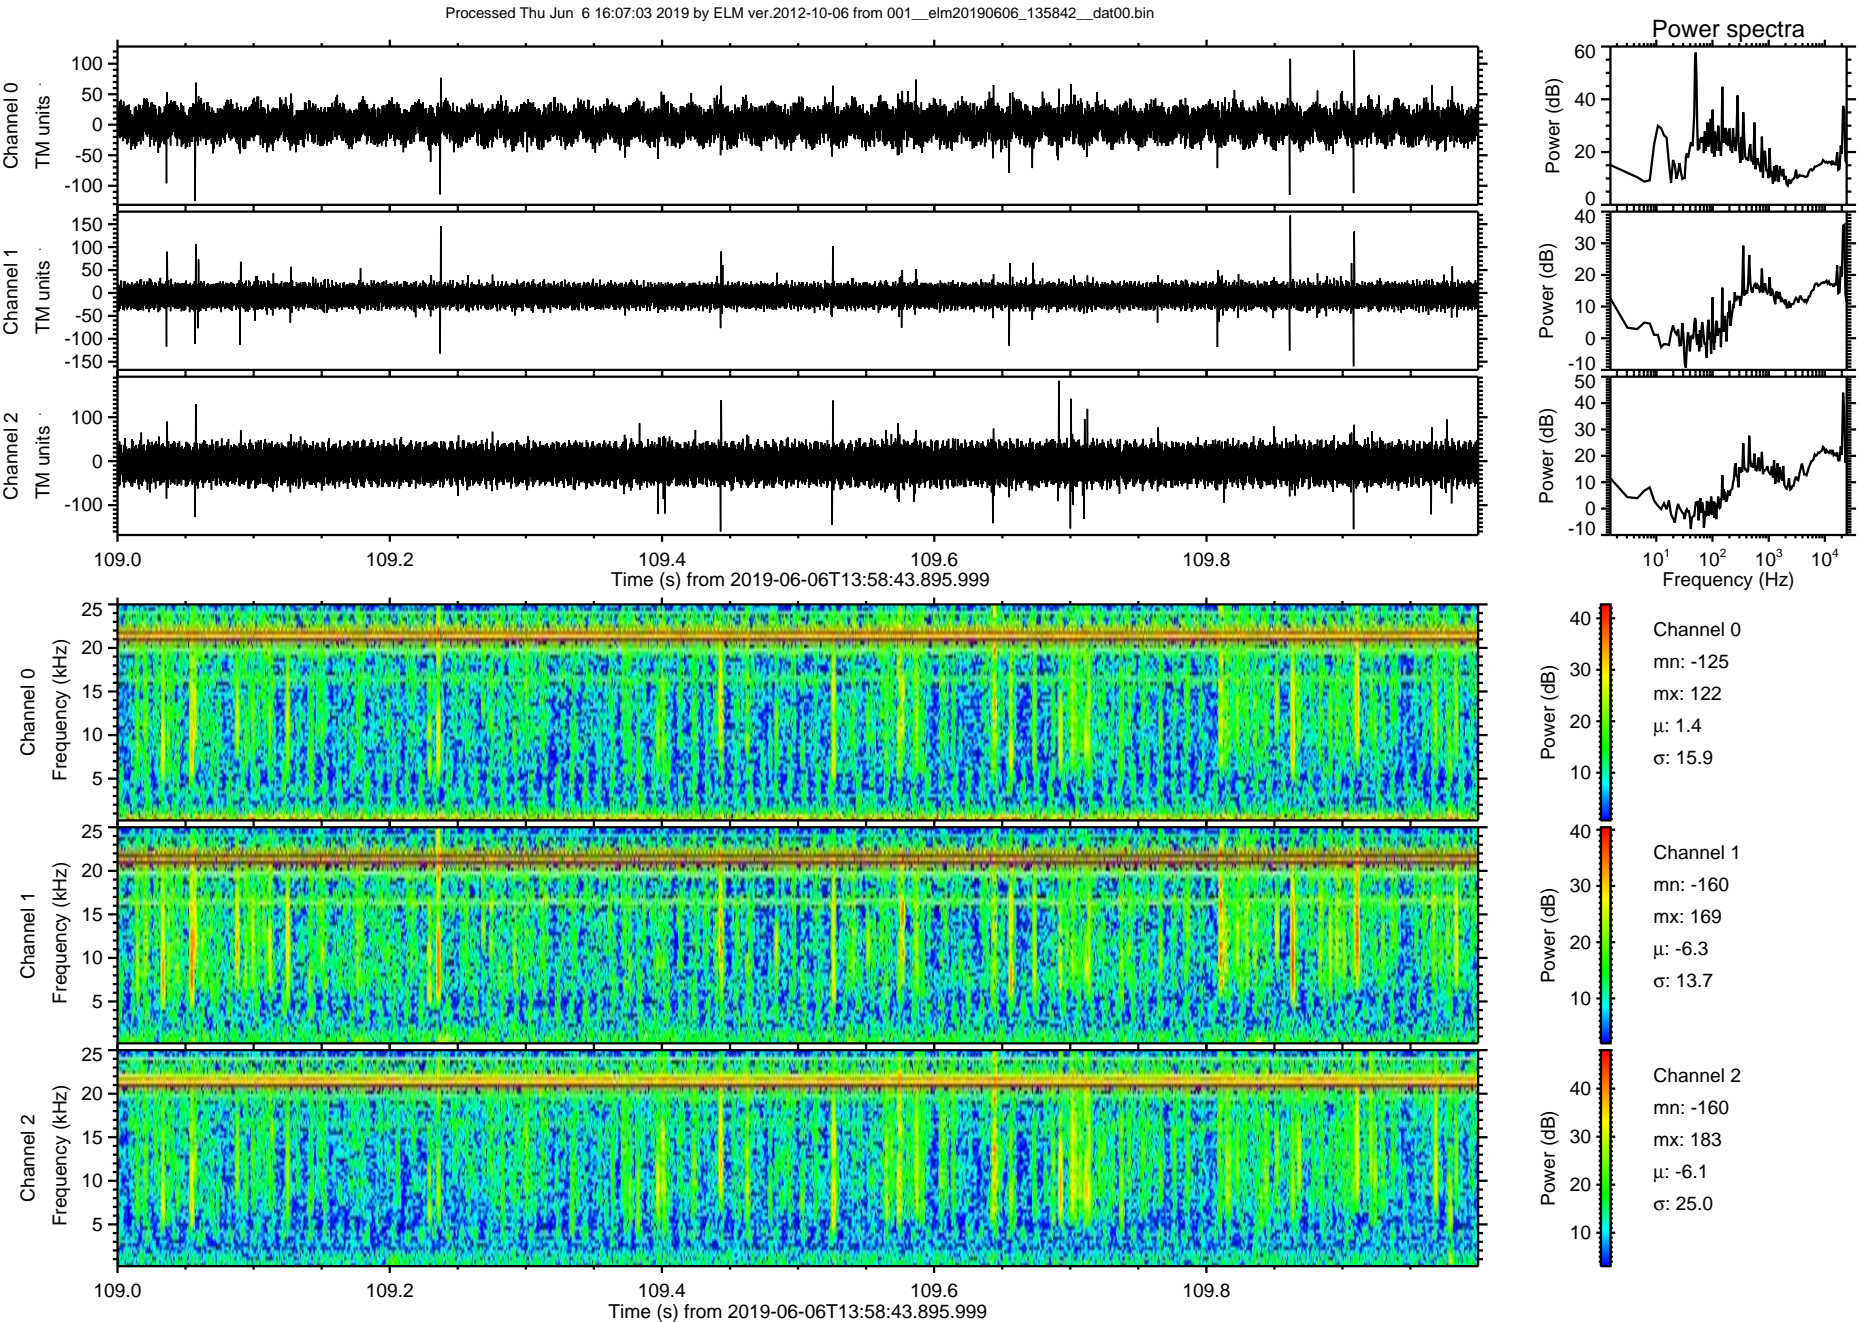 Processed Thu Jun  6 16:07:03 2019 by ELM ver.2012-10-06 from 001__elm20190606_135842__dat00.bin
Power spectra
Channel 0
TM units
100
50
0
-50
-100
Power (dB)
60
40
20
0
Channel 1
TM units
150
100
50
0
-50
-100
-150
Power (dB)
40
30
20
10
0
-10
Channel 2
TM units
100
0
-100
Power (dB)
50
40
30
20
10
0
-10
109.0 109.2 109.4 109.6 109.8
Time (s) from 2019-06-06T13:58:43.895.999
10^1 10^2 10^3 10^4
Frequency (Hz)
Channel 0
Frequency (kHz)
25
20
15
10
5
Power (dB)
40
30
20
10
Channel 0
mn: -125
mx: 122
μ: 1.4
σ: 15.9
Channel 1
Frequency (kHz)
25
20
15
10
5
Power (dB)
40
30
20
10
Channel 1
mn: -160
mx: 169
μ: -6.3
σ: 13.7
Channel 2
Frequency (kHz)
25
20
15
10
5
Power (dB)
40
30
20
10
Channel 2
mn: -160
mx: 183
μ: -6.1
σ: 25.0
109.0 109.2 109.4 109.6 109.8
Time (s) from 2019-06-06T13:58:43.895.999